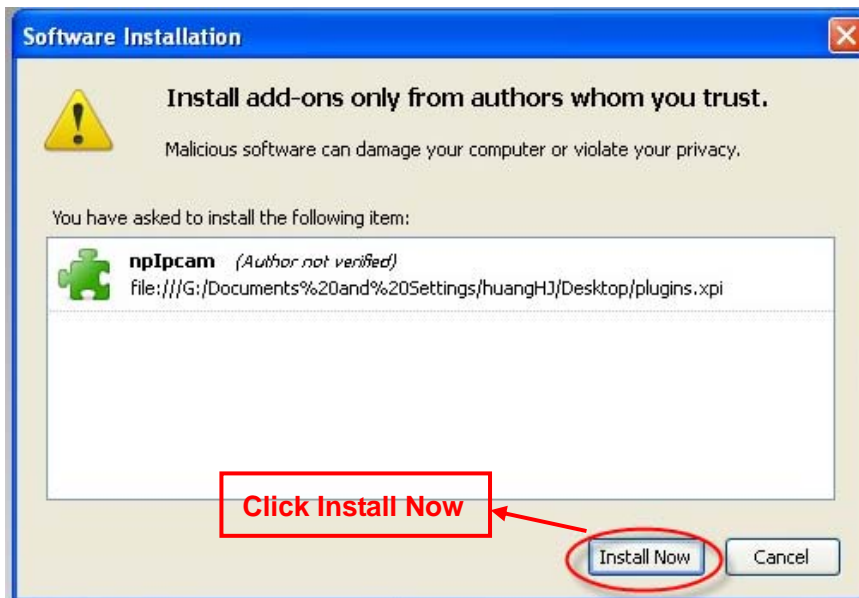 Software Installation
Install add-ons only from authors whom you trust.
Malicious software can damage your computer or violate your privacy.
You have asked to install the following item:
npIpcam (Author not verified)
file:///G:/Documents%20and%20Settings/huangHJ/Desktop/plugins.xpi
Click Install Now
Install Now Cancel